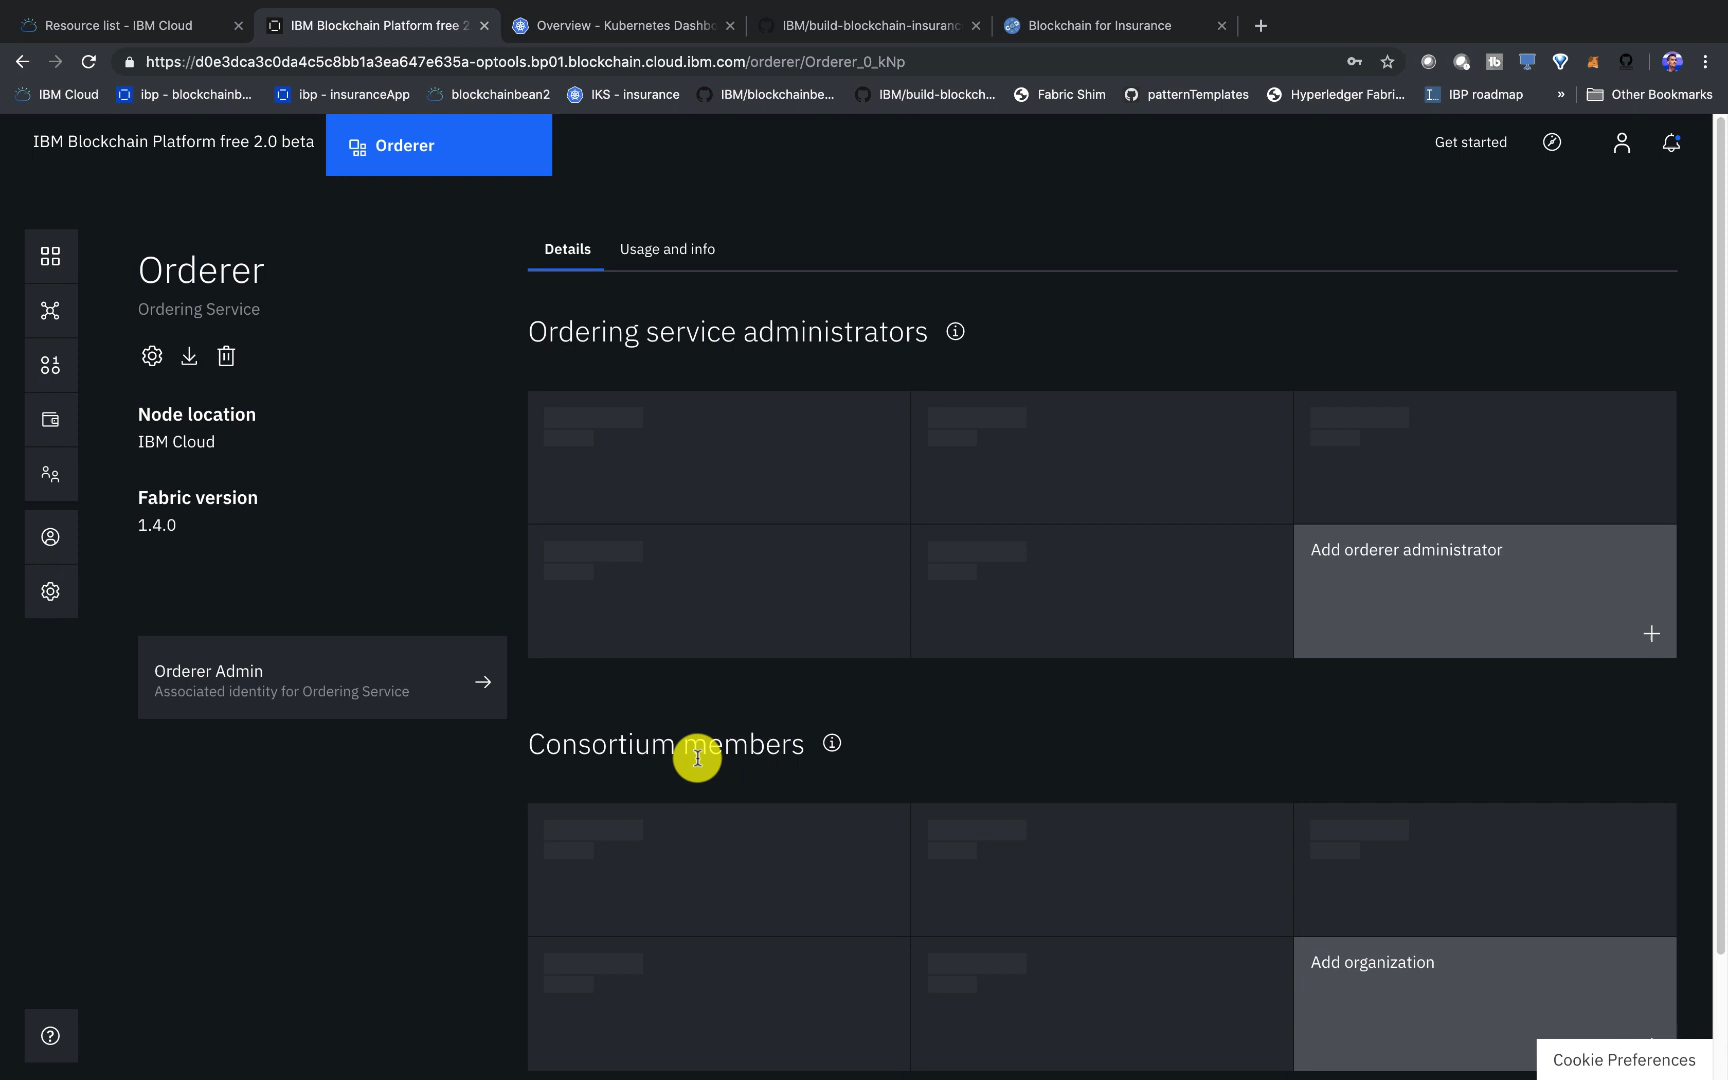 Resource list - IBM Cloud
IBM Blockchain Platform free 2
Overview - Kubernetes Dashbo
IBM/build-blockchain-insuranc
Blockchain for Insurance
https://d0e3dca3c0da4c5c8bb1a3ea647e635a-optools.bp01.blockchain.cloud.ibm.com/orderer/Orderer_0_kNp
IBM Cloud
ibp - blockchainb...
ibp - insuranceApp
blockchainbean2
IKS - insurance
IBM/blockchainbe...
IBM/build-blockch...
Fabric Shim
patternTemplates
Hyperledger Fabri...
IBP roadmap
»
Other Bookmarks
IBM Blockchain Platform free 2.0 beta
Orderer
Get started
Orderer
Ordering Service
Node location
IBM Cloud
Fabric version
1.4.0
Orderer Admin
Associated identity for Ordering Service
Details
Usage and info
Ordering service administrators
Add orderer administrator
Consortium members
Add organization
Cookie Preferences